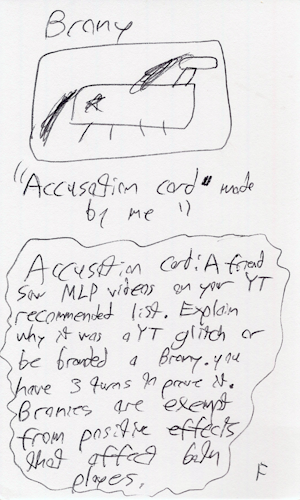 Brony
"Accusation card" made
by me "
Accusation card: A friend
saw MLP videos on your YT
recommended list. Explain
why it was a YT glitch or
be branded a Brony. you
have 3 turns to prove it.
Bronies are exempt
from positive effects
that affect both
players.
F